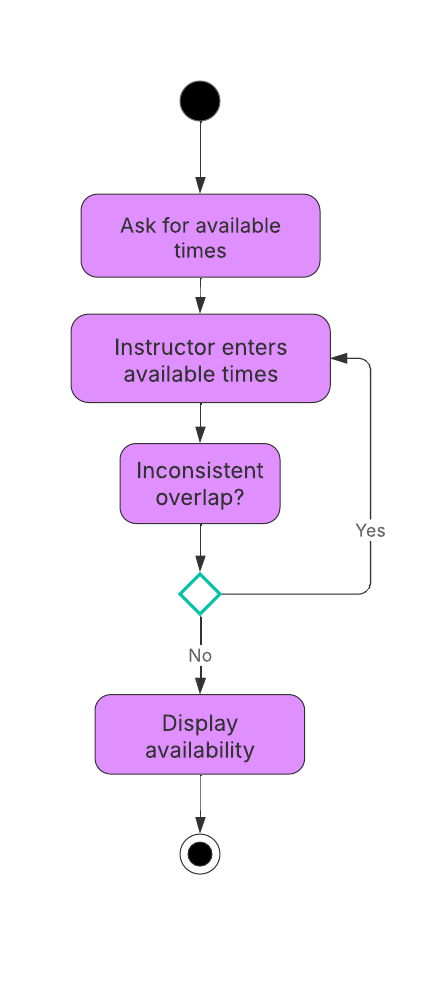 Ask for available
times
Instructor enters
available times
Inconsistent
overlap?
Yes
No
Display
availability